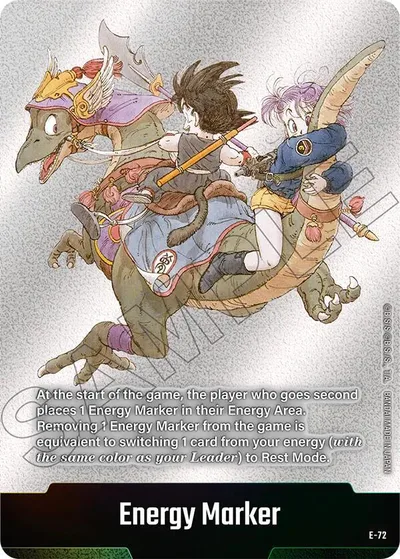 SAMPLE
At the start of the game, the player who goes second
places 1 Energy Marker in their Energy Area.
Removing 1 Energy Marker from the game is
equivalent to switching 1 card from your energy (with
the same color as your Leader) to Rest Mode.
Energy Marker
E-72